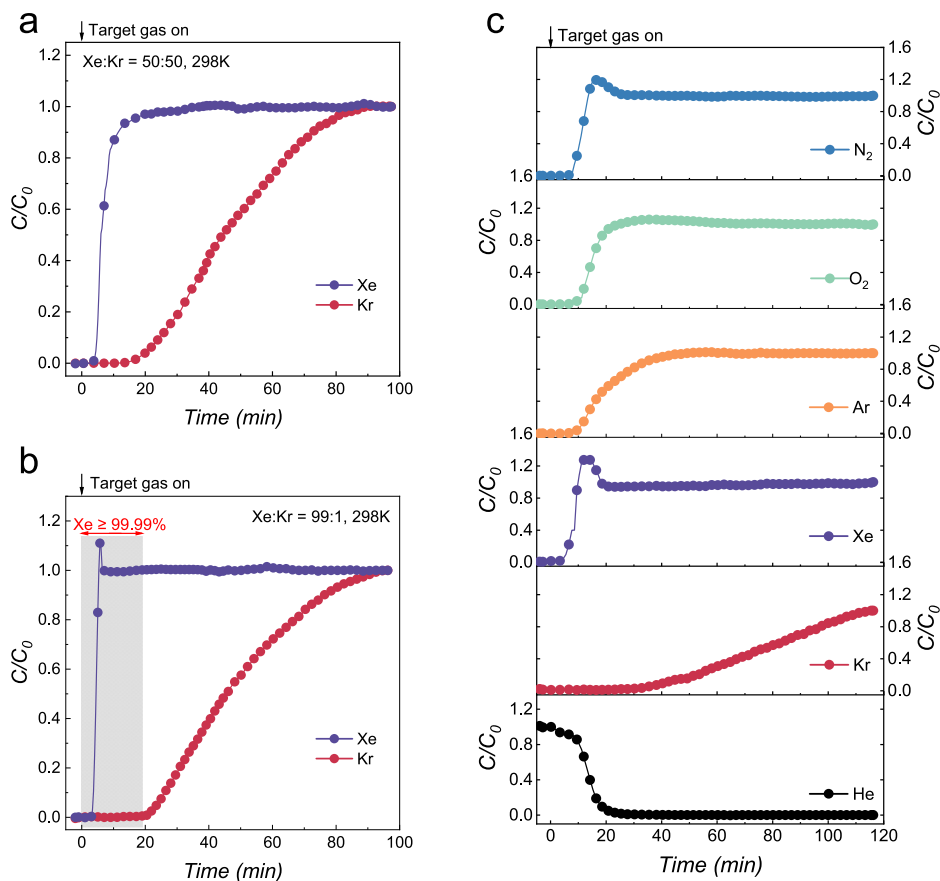 a
Target gas on
Xe:Kr = 50:50, 298K
1.2
1.0
0.8
0.6
0.4
0.2
0.0
C/C0
Xe
Kr
0 20 40 60 80 100
Time (min)
b
Target gas on
Xe ≥ 99.99%
Xe:Kr = 99:1, 298K
1.2
1.0
0.8
0.6
0.4
0.2
0.0
C/C0
Xe
Kr
0 20 40 60 80 100
Time (min)
c
Target gas on
1.6
1.2
0.8
0.4
0.0
C/C0
N2
1.6
1.2
0.8
0.4
0.0
C/C0
O2
1.6
1.2
0.8
0.4
0.0
C/C0
Ar
1.6
1.2
0.8
0.4
0.0
C/C0
Xe
1.6
1.2
0.8
0.4
0.0
C/C0
Kr
1.2
0.8
0.4
0.0
C/C0
He
0 20 40 60 80 100 120
Time (min)